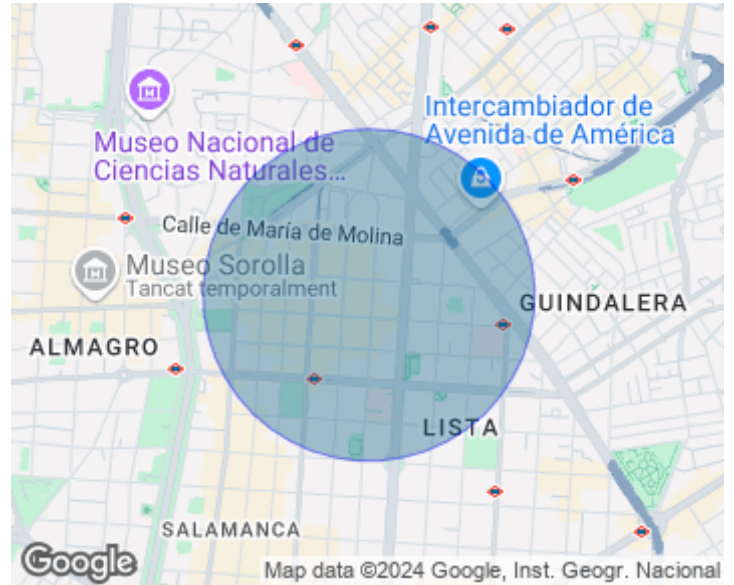 Intercambiador de
Avenida de América
Museo Nacional de
Ciencias Naturales...
Calle de María de Molina
Museo Sorolla
Tancat temporalment
GUINDALERA
ALMAGRO
LISTA
SALAMANCA
Google
Map data ©2024 Google, Inst. Geogr. Nacional